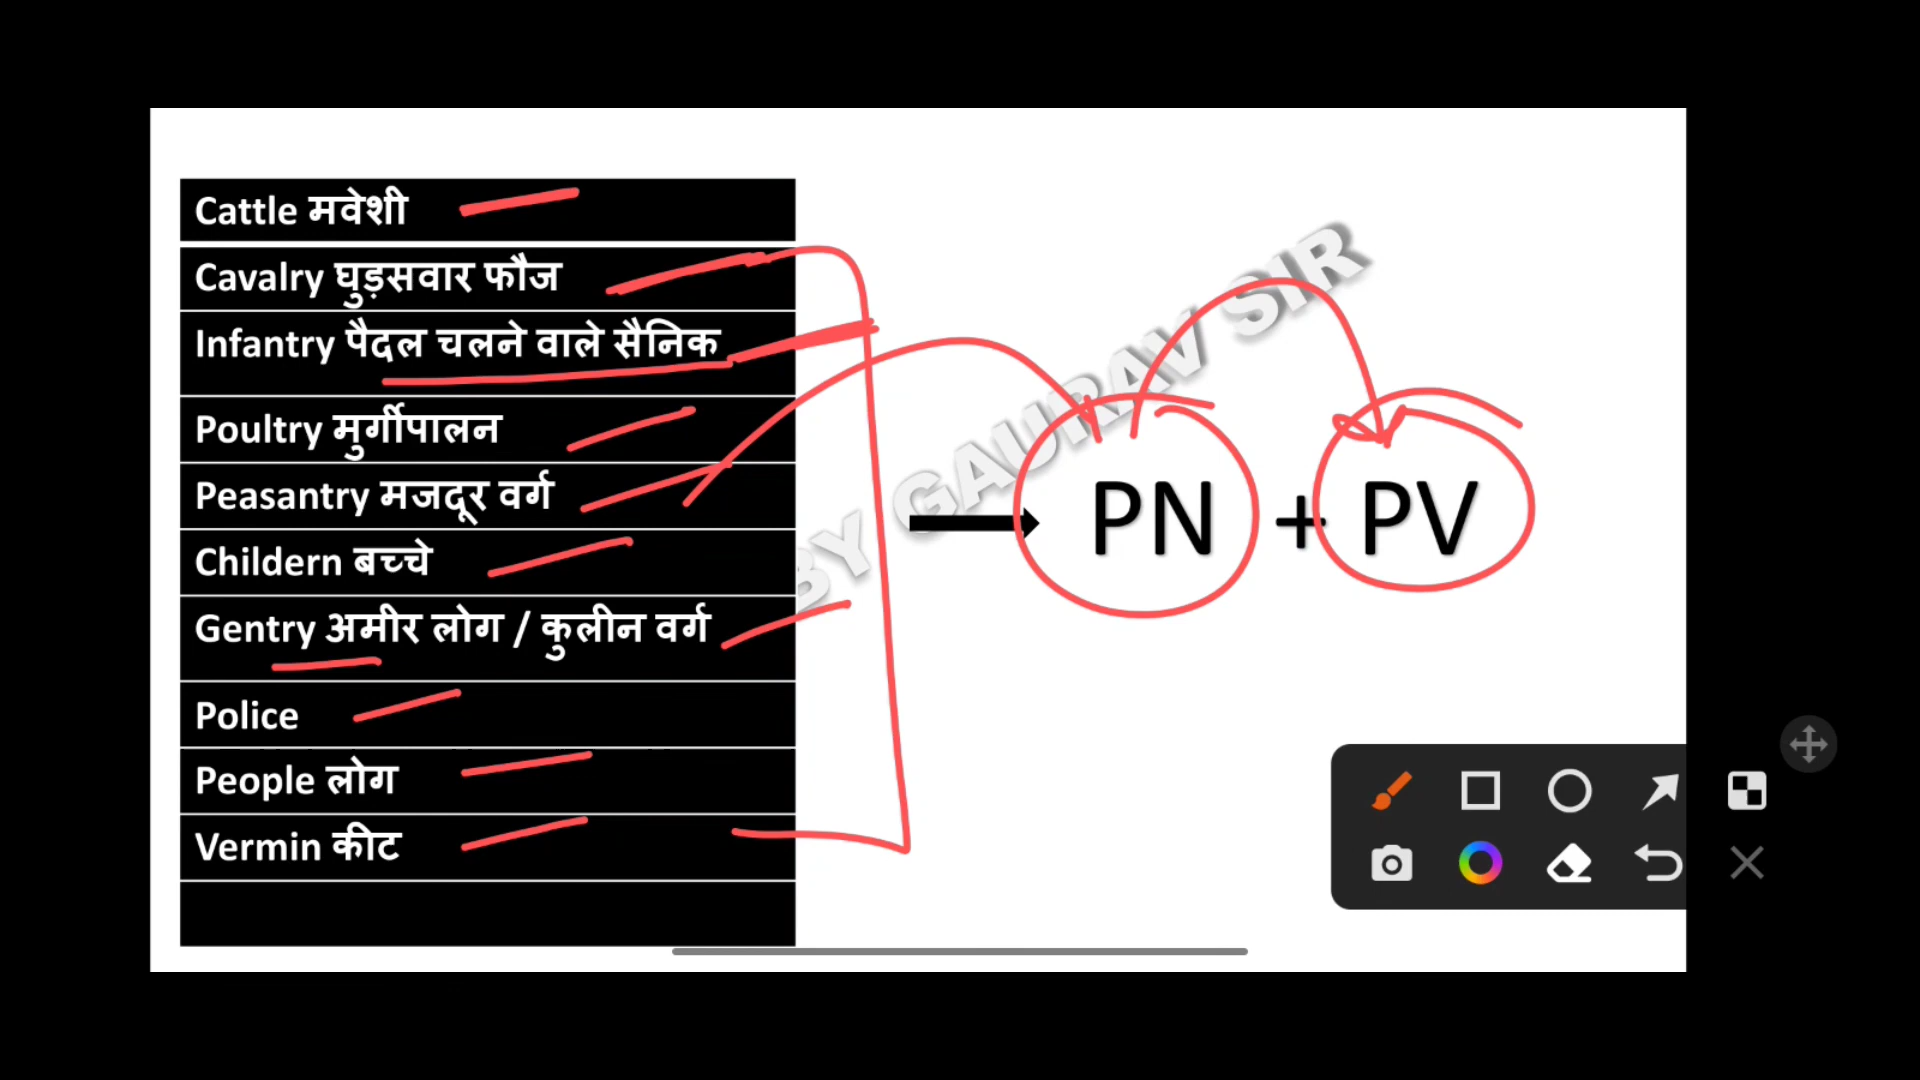 Cattle मवेशी
Cavalry घुड़सवार फौज
Infantry पैदल चलने वाले सैनिक
Poultry मुर्गीपालन
Peasantry मजदूर वर्ग
Childern बच्चे
Gentry अमीर लोग / कुलीन वर्ग
Police
People लोग
Vermin कीट
BY GAURAV SIR
PN + PV